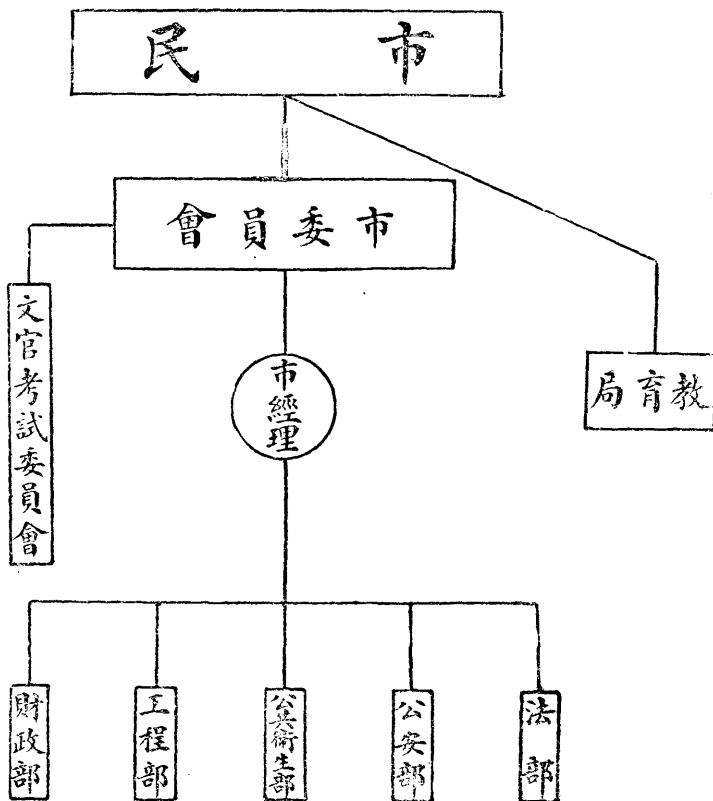 市民
市委員會
文官考試委員會
市經理
教育局
法部
公安部
公共衛生部
工程部
財政部